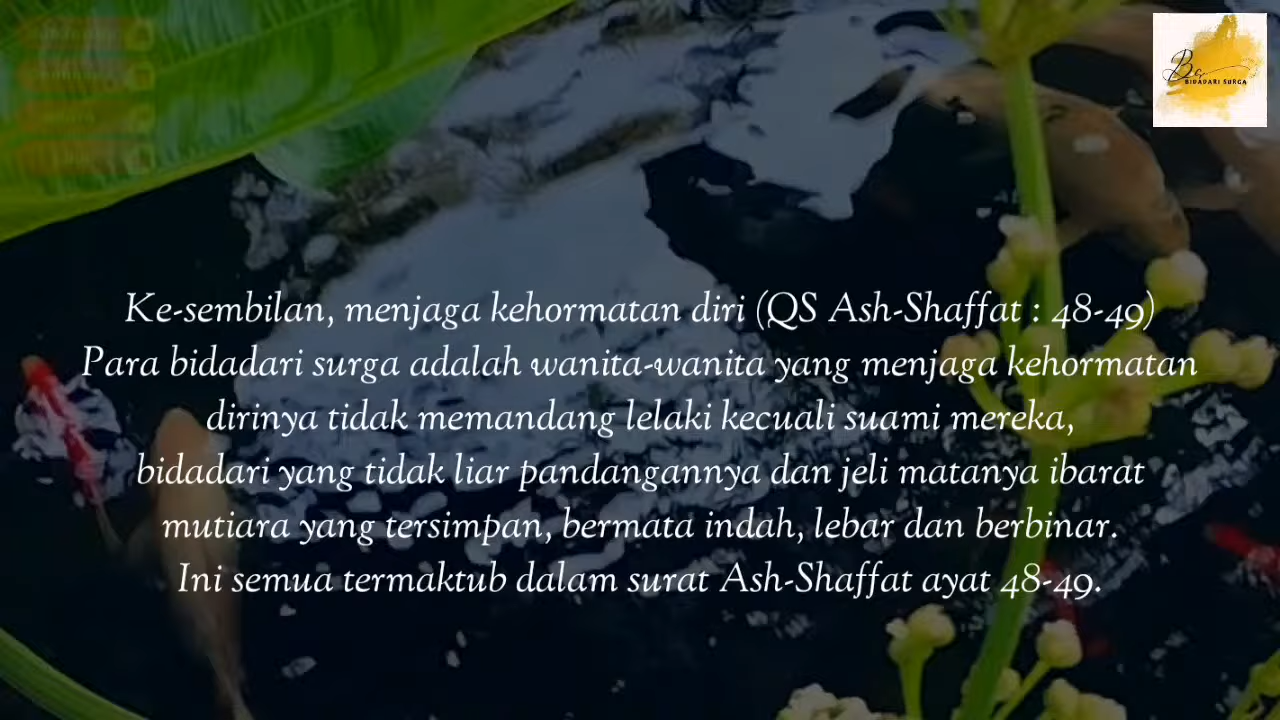 Bs
BIDADARI SURGA
Ke-sembilan, menjaga kehormatan diri (QS Ash-Shaffat : 48-49)
Para bidadari surga adalah wanita-wanita yang menjaga kehormatan
dirinya tidak memandang lelaki kecuali suami mereka,
bidadari yang tidak liar pandangannya dan jeli matanya ibarat
mutiara yang tersimpan, bermata indah, lebar dan berbinar.
Ini semua termaktub dalam surat Ash-Shaffat ayat 48-49.